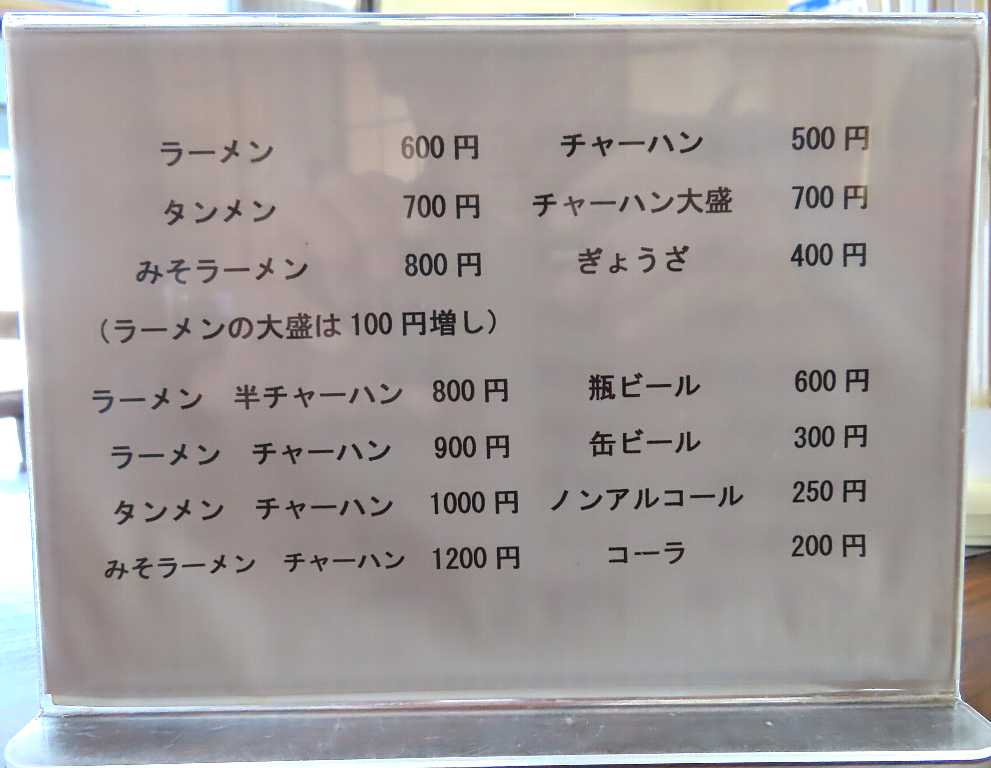 ラーメン 600円 チャーハン 500円
タンメン 700円 チャーハン大盛 700円
みそラーメン 800円 ぎょうざ 400円
（ラーメンの大盛は100円増し）
ラーメン 半チャーハン 800円 瓶ビール 600円
ラーメン チャーハン 900円 缶ビール 300円
タンメン チャーハン 1000円 ノンアルコール 250円
みそラーメン チャーハン 1200円 コーラ 200円